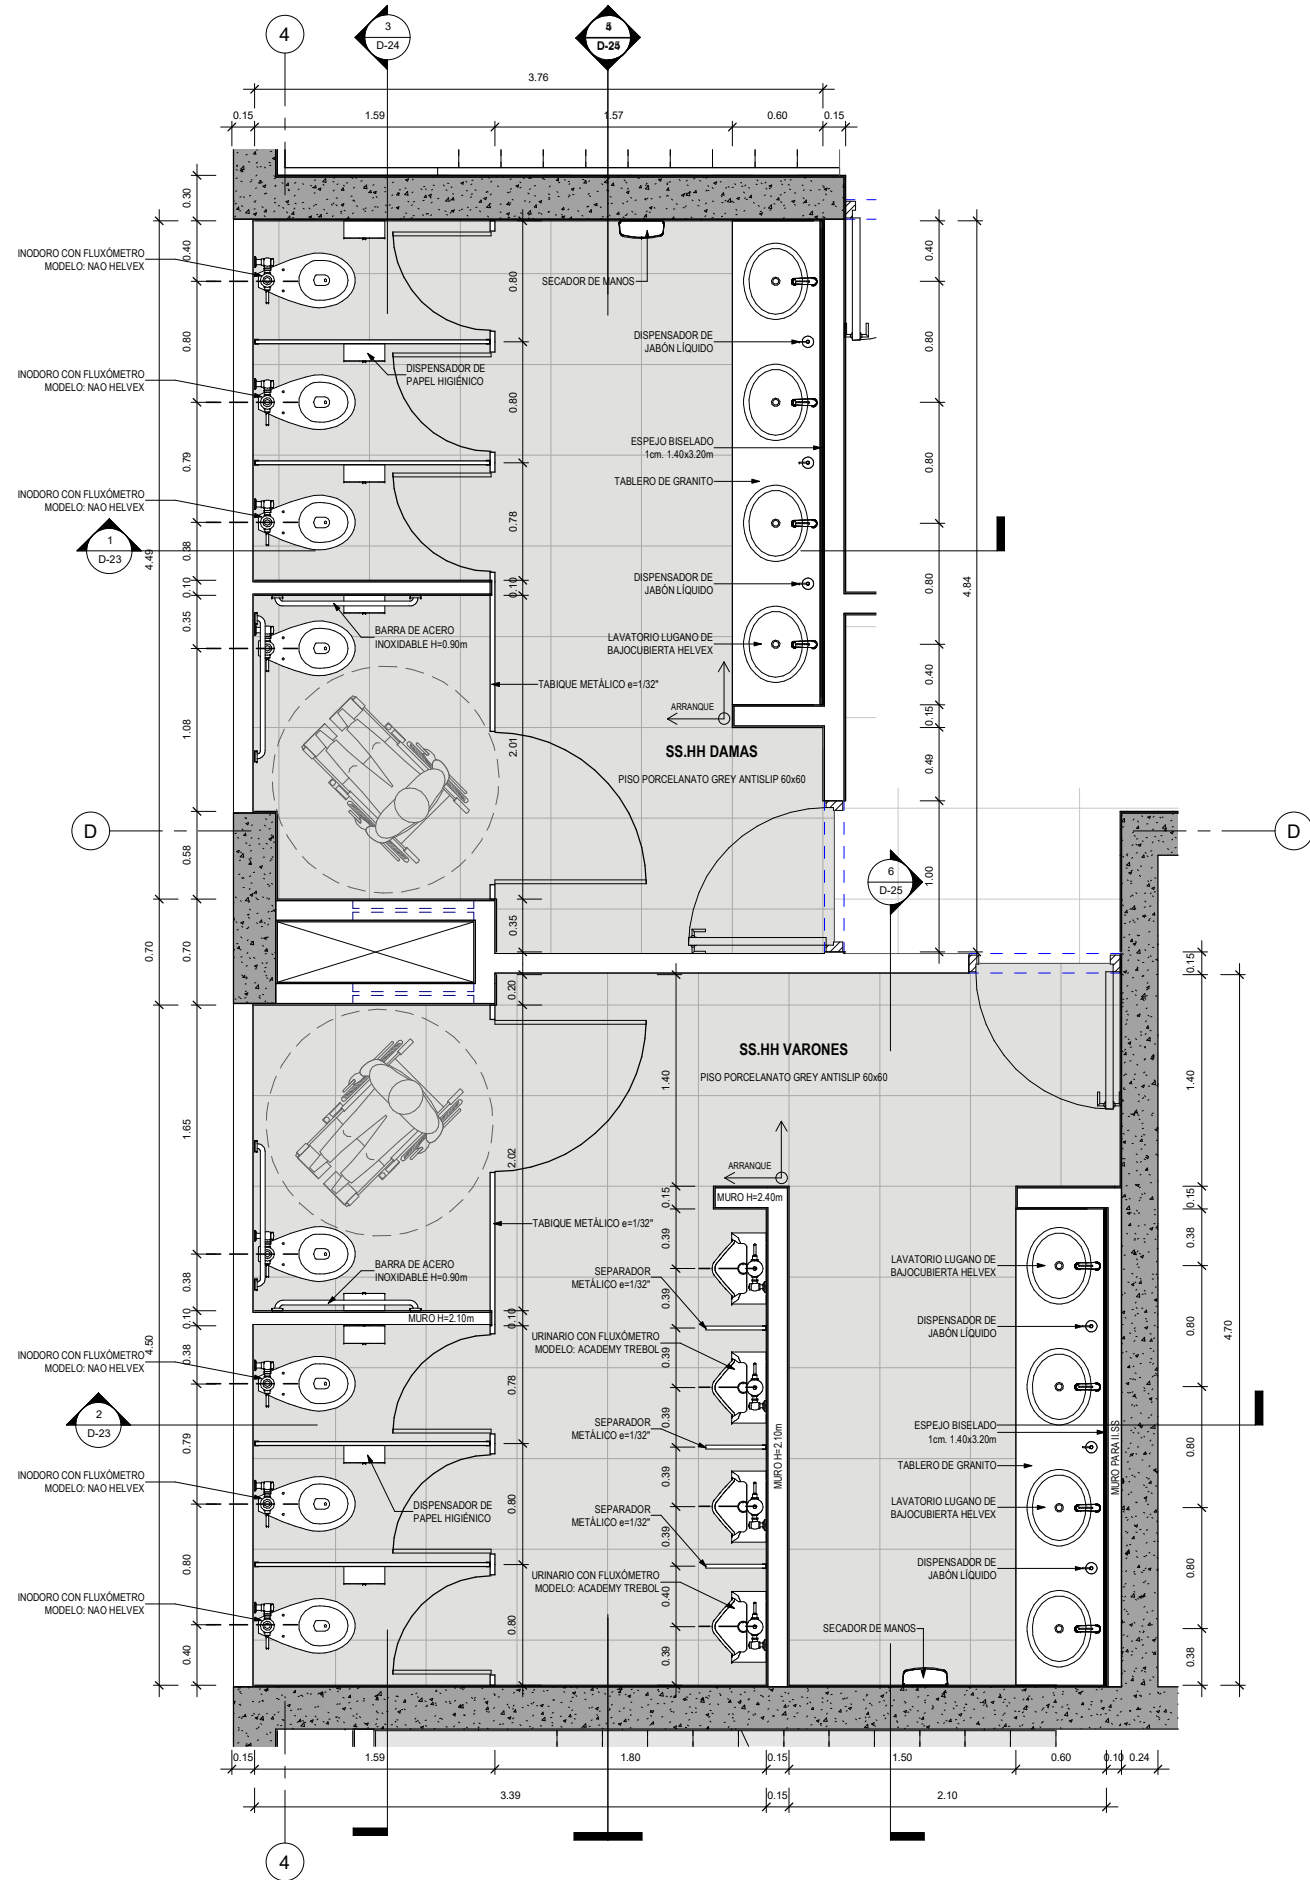 4
3
D-24
D-25
3.76
0.15
1.59
1.57
0.60
0.15
0.30
0.40
INODORO CON FLUXÓMETRO
MODELO: NAO HELVEX
0.80
SECADOR DE MANOS
0.40
0.80
DISPENSADOR DE
JABÓN LÍQUIDO
0.80
DISPENSADOR DE
PAPEL HIGIÉNICO
INODORO CON FLUXÓMETRO
MODELO: NAO HELVEX
0.80
ESPEJO BISELADO
1cm. 1.40x3.20m
0.79
0.80
TABLERO DE GRANITO
INODORO CON FLUXÓMETRO
MODELO: NAO HELVEX
0.78
1
D-23
4.49
0.38
0.10
0.10
DISPENSADOR DE
JABÓN LÍQUIDO
0.80
4.84
0.35
BARRA DE ACERO
INOXIDABLE H=0.90m
LAVATORIO LUGANO DE
BAJOCUBIERTA HELVEX
TABIQUE METÁLICO e=1/32"
0.40
ARRANQUE
0.15
1.08
2.01
SS.HH DAMAS
0.49
PISO PORCELANATO GREY ANTISLIP 60x60
D
D
0.58
6
D-25
1.00
0.35
0.70
0.70
0.20
0.15
SS.HH VARONES
PISO PORCELANATO GREY ANTISLIP 60x60
1.40
1.40
1.65
2.02
ARRANQUE
0.15
MURO H=2.40m
0.15
TABIQUE METÁLICO e=1/32"
0.39
0.38
BARRA DE ACERO
INOXIDABLE H=0.90m
LAVATORIO LUGANO DE
BAJOCUBIERTA HELVEX
SEPARADOR
METÁLICO e=1/32"
0.38
0.39
0.10
MURO H=2.10m
0.10
DISPENSADOR DE
JABÓN LÍQUIDO
0.80
4.70
4.50
INODORO CON FLUXÓMETRO
MODELO: NAO HELVEX
0.38
URINARIO CON FLUXÓMETRO
MODELO: ACADEMY TREBOL
0.39
0.78
2
D-23
SEPARADOR
METÁLICO e=1/32"
0.39
ESPEJO BISELADO
1cm. 1.40x3.20m
0.79
0.80
MURO H=2.10m
MURO PARA II.SS
TABLERO DE GRANITO
INODORO CON FLUXÓMETRO
MODELO: NAO HELVEX
0.39
DISPENSADOR DE
PAPEL HIGIÉNICO
0.80
SEPARADOR
METÁLICO e=1/32"
0.39
LAVATORIO LUGANO DE
BAJOCUBIERTA HELVEX
0.80
0.80
DISPENSADOR DE
JABÓN LÍQUIDO
URINARIO CON FLUXÓMETRO
MODELO: ACADEMY TREBOL
0.40
INODORO CON FLUXÓMETRO
MODELO: NAO HELVEX
0.80
SECADOR DE MANOS
0.40
0.39
0.38
0.15
1.59
1.80
0.15
1.50
0.60
0.10
0.24
3.39
0.15
2.10
4